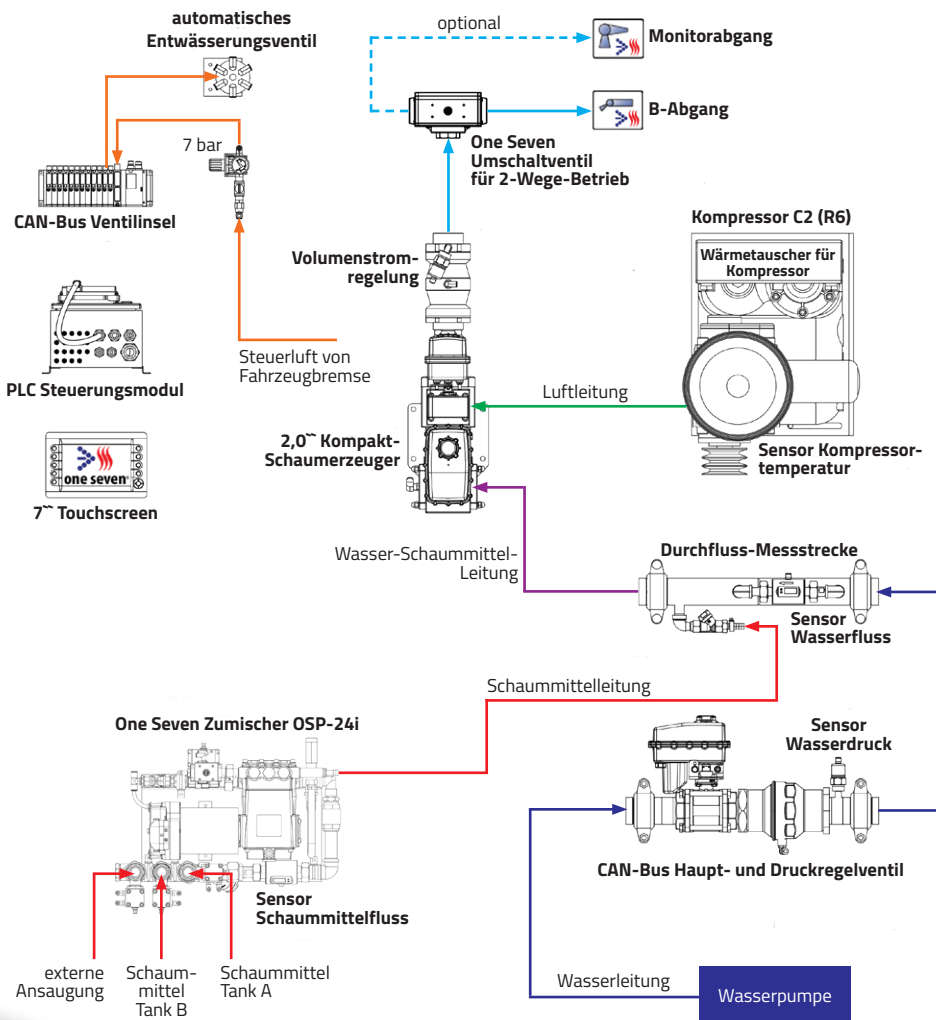 automatisches
Entwässerungsventil
optional
Monitorabgang
B-Abgang
7 bar
One Seven
Umschaltventil
für 2-Wege-Betrieb
CAN-Bus Ventilinsel
Kompressor C2 (R6)
Wärmetauscher für
Kompressor
Volumenstrom-
regelung
Steuerluft von
Fahrzeugbremse
PLC Steuerungsmodul
Luftleitung
2,0˜˜ Kompakt-
Schaumerzeuger
Sensor Kompressor-
temperatur
one seven®
7˜˜ Touchscreen
Wasser-Schaummittel-
Leitung
Durchfluss-Messstrecke
Sensor
Wasserfluss
Schaummittelleitung
One Seven Zumischer OSP-24i
Sensor
Wasserdruck
CAN-Bus Haupt- und Druckregelventil
Sensor
Schaummittelfluss
externe
Ansaugung
Schaum-
mittel
Tank B
Schaummittel
Tank A
Wasserleitung
Wasserpumpe